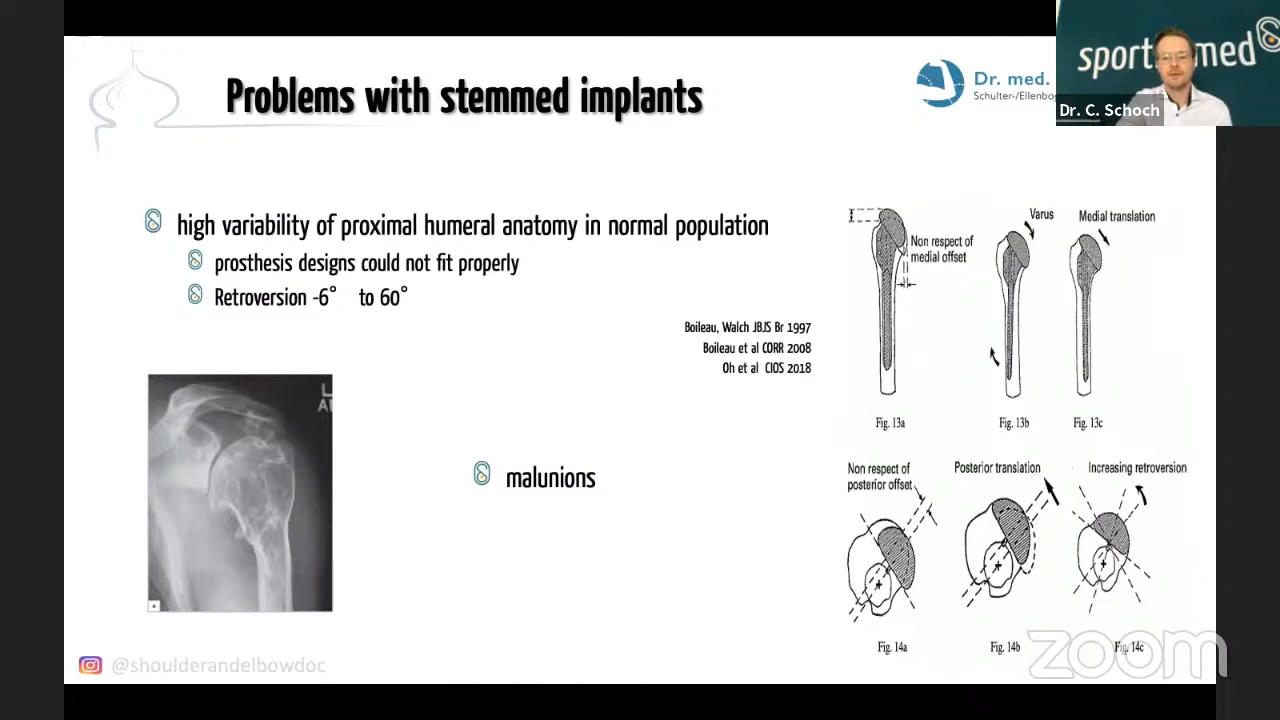 Problems with stemmed implants
Dr. med.
Schulter-/Ellenbog
sports med
Dr. C. Schoch
high variability of proximal humeral anatomy in normal population
prosthesis designs could not fit properly
Retroversion -6° to 60°
Boileau, Walch JBJS Br 1997
Boileau et al CORR 2008
Oh et al CIOS 2018
malunions
L
Non respect of
medial offset
Varus
Medial translation
Fig. 13a
Fig. 13b
Fig. 13c
Non respect of
posterior offset
Posterior translation
Increasing retroversion
Fig. 14a
Fig. 14b
Fig. 14c
@shoulderandelbowdoc
zoom